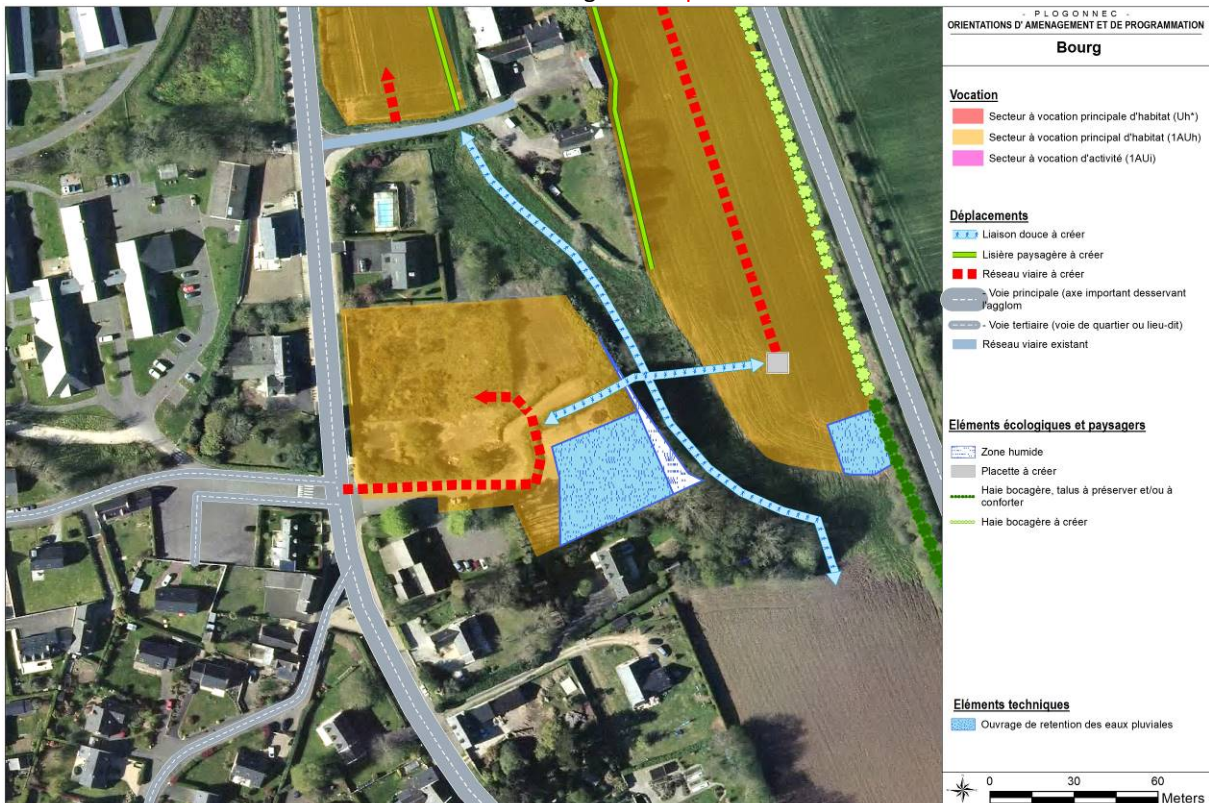 - P L O G O N N E C -
ORIENTATIONS D' AMENAGEMENT ET DE PROGRAMMATION
Bourg
Vocation
Secteur à vocation principale d'habitat (Uh*)
Secteur à vocation principal d'habitat (1AUh)
Secteur à vocation d'activité (1AUi)
Déplacements
Liaison douce à créer
Lisière paysagère à créer
Réseau viaire à créer
- Voie principale (axe important desservant
l'agglom
- Voie tertiaire (voie de quartier ou lieu-dit)
Réseau viaire existant
Eléments écologiques et paysagers
Zone humide
Placette à créer
Haie bocagère, talus à préserver et/ou à
conforter
Haie bocagère à créer
Eléments techniques
Ouvrage de retention des eaux pluviales
0 30 60
Meters